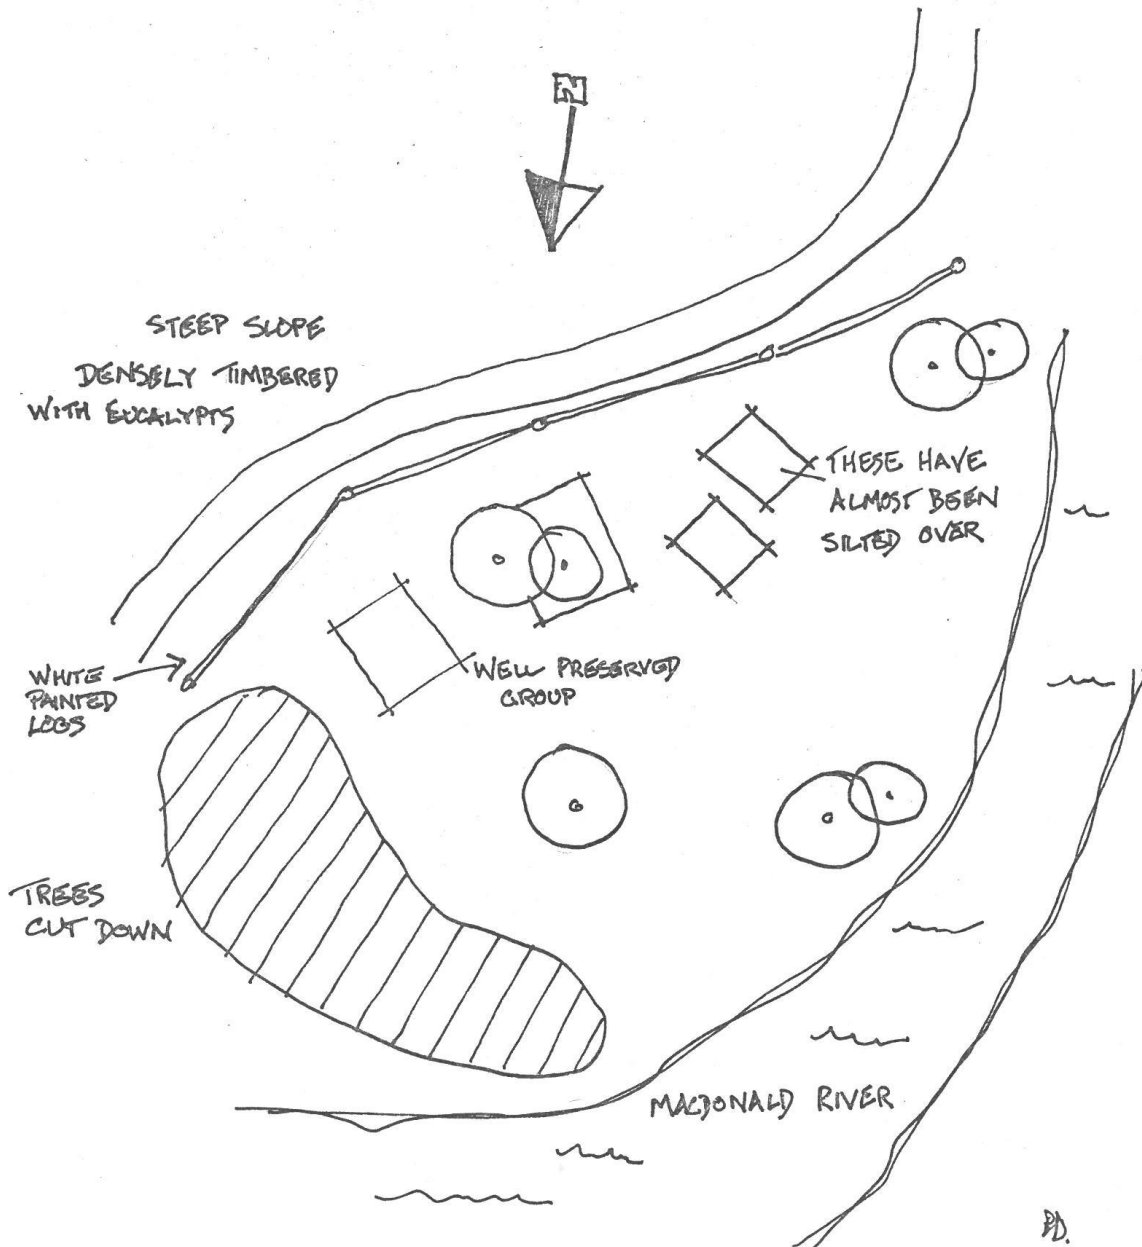 N
STEEP SLOPE
DENSELY TIMBERED
WITH EUCALYPTS
THESE HAVE
ALMOST BEEN
SILTED OVER
WHITE
PAINTED
LOGS
WELL PRESERVED
GROUP
TREES
CUT DOWN
MACDONALD RIVER
P.D.